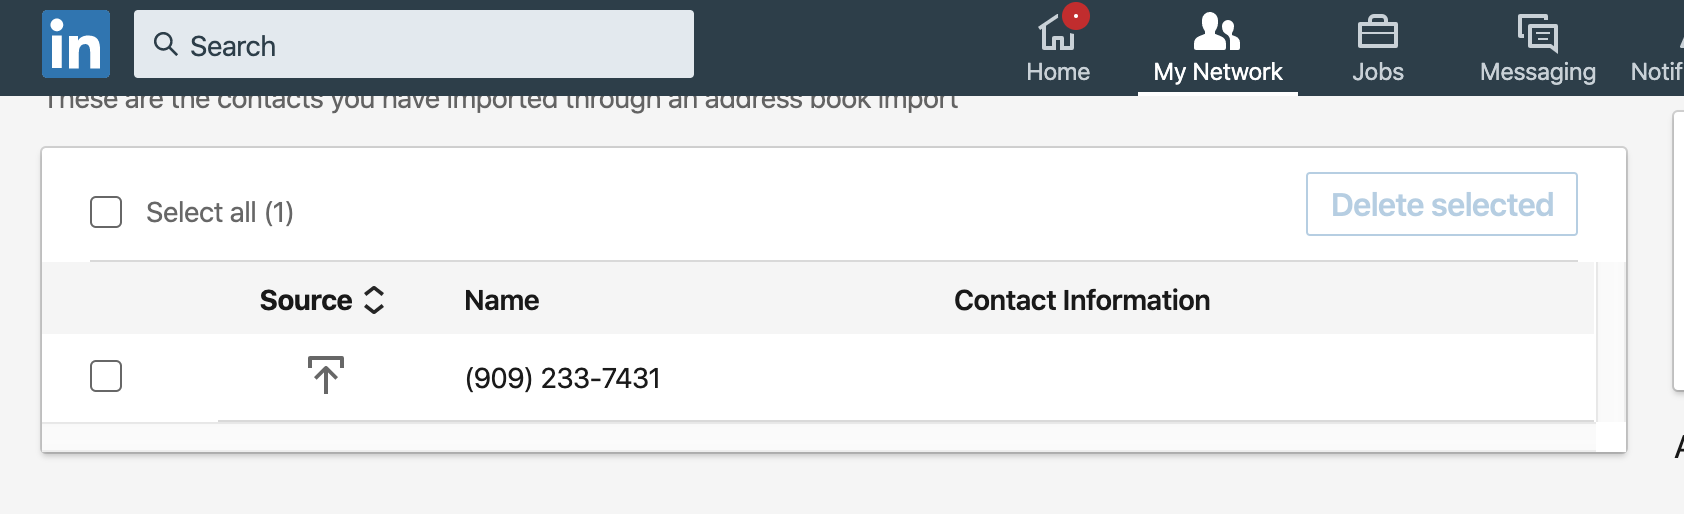 in
Search
Home
My Network
Jobs
Messaging
Notif
These are the contacts you have imported through an address book import
Select all (1)
Delete selected
Source
Name
Contact Information
(909) 233-7431
A